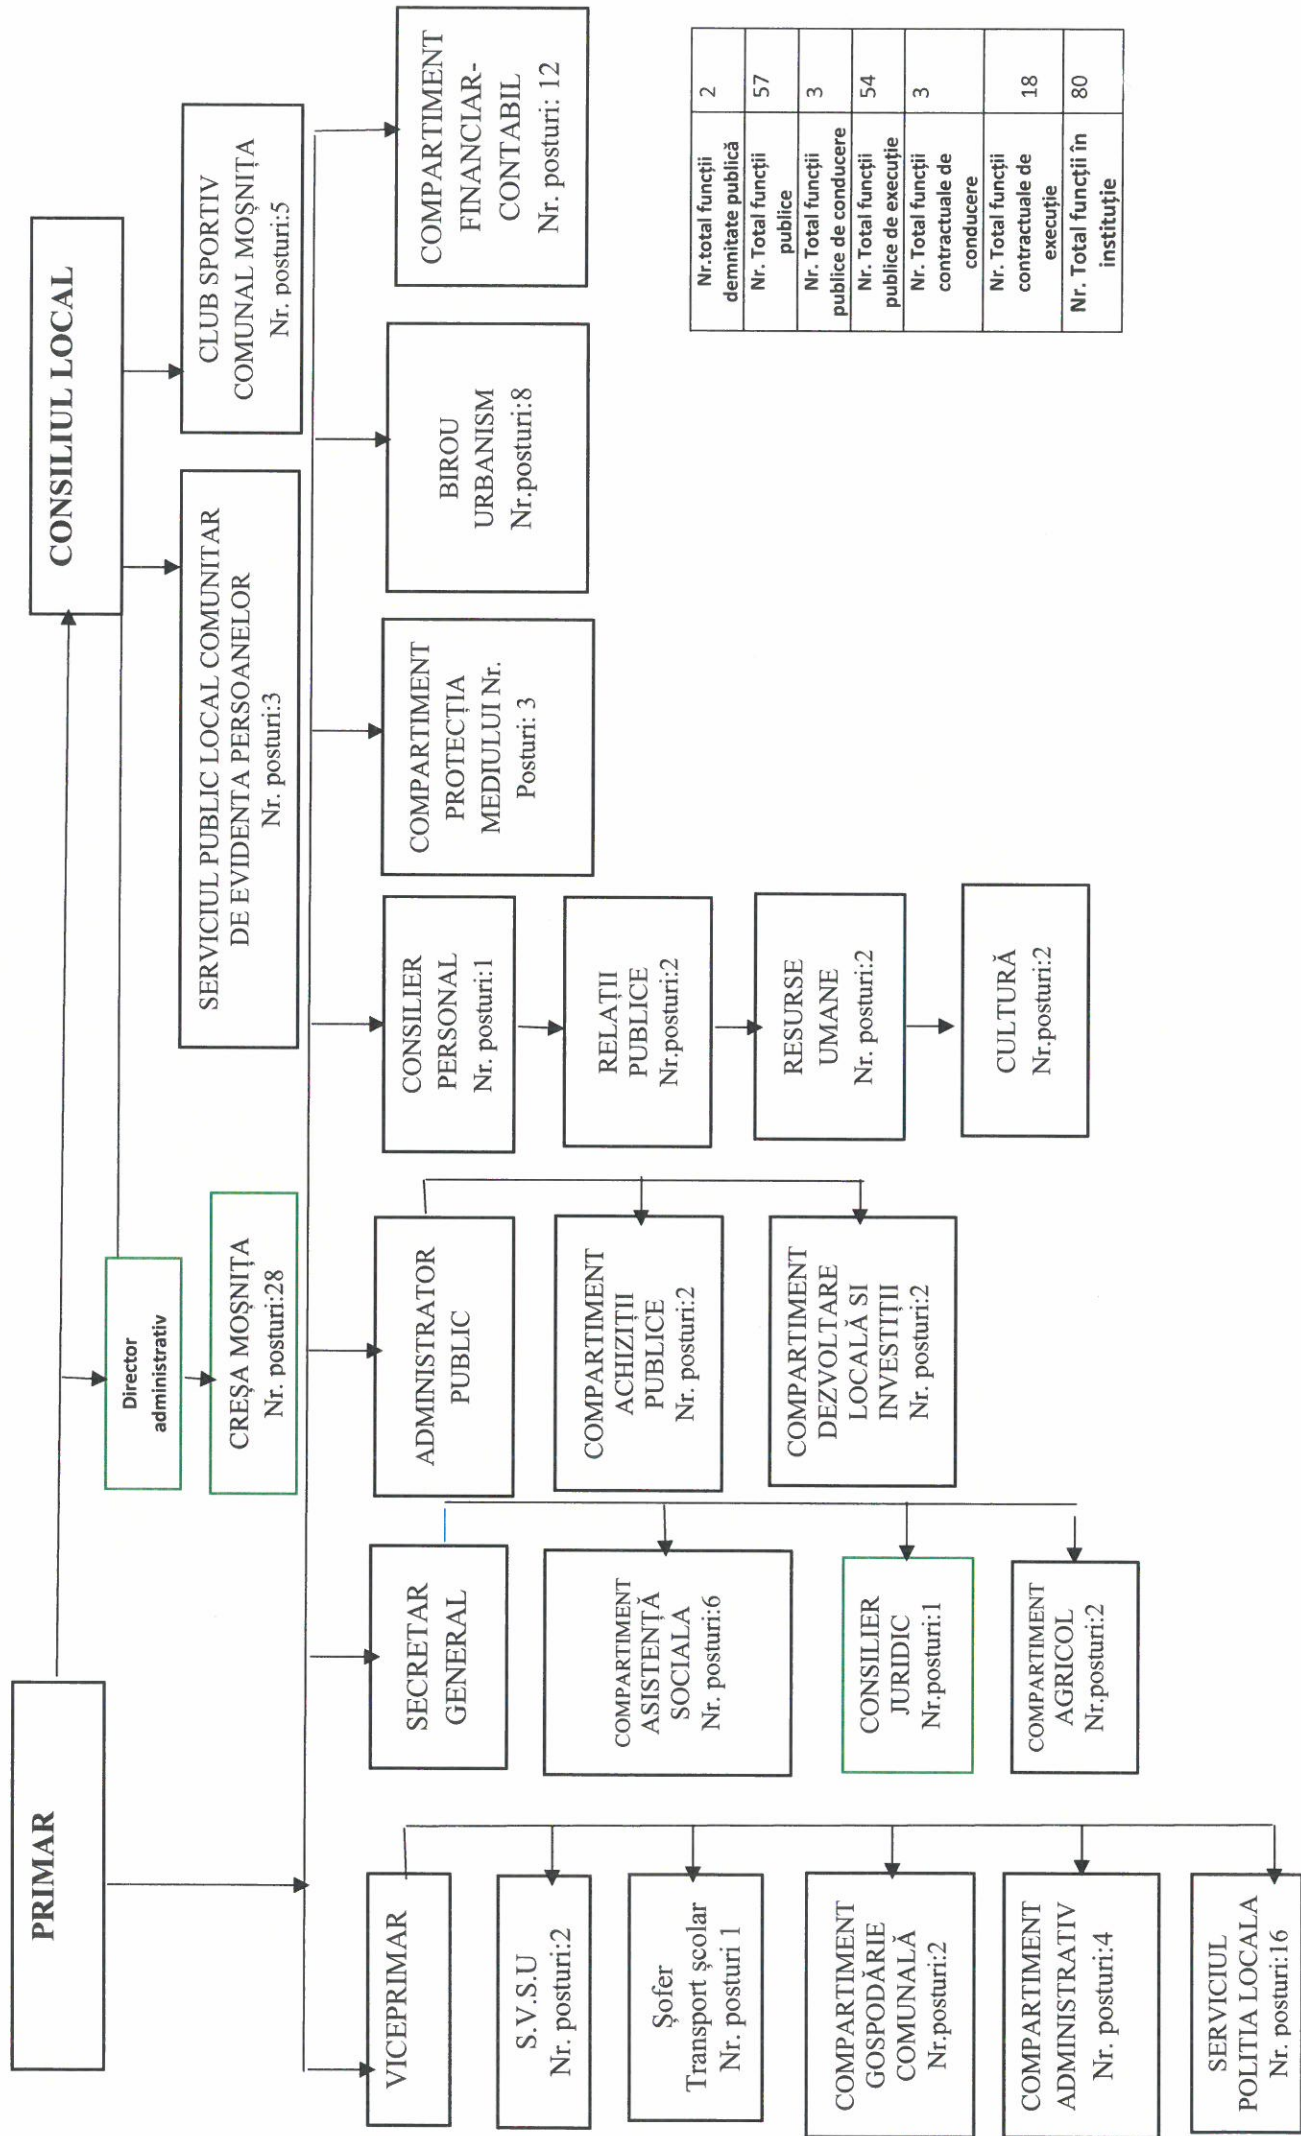 PRIMAR
CONSILIUL LOCAL
Director
administrativ
CREȘA MOȘNIȚA
Nr. posturi:28
SERVICIUL PUBLIC LOCAL COMUNITAR
DE EVIDENTA PERSOANELOR
Nr. posturi:3
CLUB SPORTIV
COMUNAL MOȘNIȚA
Nr. posturi:5
VICEPRIMAR
S.V.S.U
Nr. posturi:2
Șofer
Transport școlar
Nr. posturi 1
COMPARTIMENT
GOSPODĂRIE
COMUNALĂ
Nr.posturi:2
COMPARTIMENT
ADMINISTRATIV
Nr. posturi:4
SERVICIUL
POLITIA LOCALA
Nr. posturi:16
SECRETAR
GENERAL
COMPARTIMENT
ASISTENȚĂ
SOCIALA
Nr. posturi:6
CONSILIER
JURIDIC
Nr.posturi:1
COMPARTIMENT
AGRICOL
Nr.posturi:2
ADMINISTRATOR
PUBLIC
COMPARTIMENT
ACHIZIȚII
PUBLICE
Nr. posturi:2
COMPARTIMENT
DEZVOLTARE
LOCALĂ SI
INVESTIȚII
Nr. posturi:2
CONSILIER
PERSONAL
Nr. posturi:1
RELAȚII
PUBLICE
Nr.posturi:2
RESURSE
UMANE
Nr. posturi:2
CULTURĂ
Nr.posturi:2
COMPARTIMENT
PROTECȚIA
MEDIULUI Nr.
Posturi: 3
BIROU
URBANISM
Nr.posturi:8
COMPARTIMENT
FINANCIAR-
CONTABIL
Nr. posturi: 12
Nr.total funcții 2
demnitate publică
Nr. Total funcții 57
publice
Nr. Total funcții 3
publice de conducere
Nr. Total funcții 54
publice de execuție
Nr. Total funcții 3
contractuale de
conducere
Nr. Total funcții
contractuale de 18
execuție
Nr. Total funcții în 80
instituție